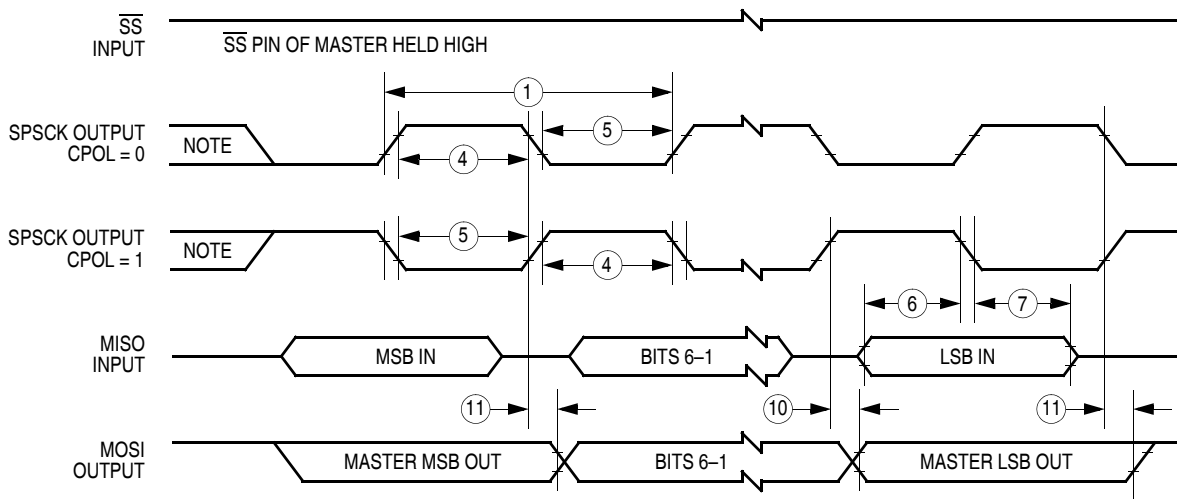 SS
INPUT
SS PIN OF MASTER HELD HIGH
1
SPSCK OUTPUT
CPOL = 0
NOTE
5
4
SPSCK OUTPUT
CPOL = 1
NOTE
5
4
6
7
MISO
INPUT
MSB IN
BITS 6–1
LSB IN
11
10
11
MOSI
OUTPUT
MASTER MSB OUT
BITS 6–1
MASTER LSB OUT